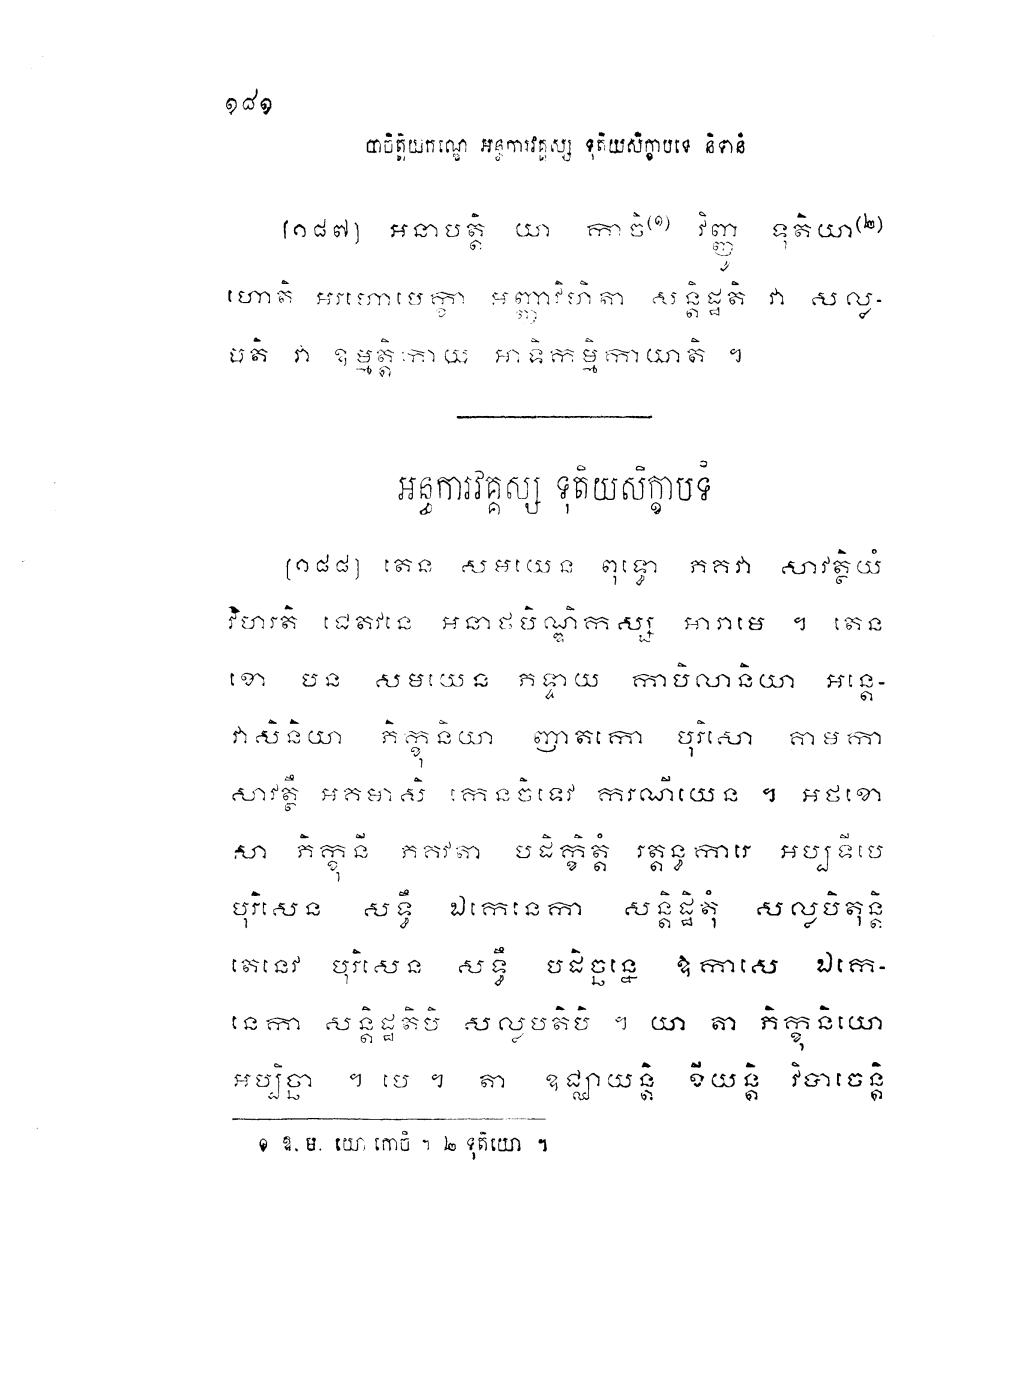 ១៨១
បាចិត្តិយកណ្ឌេ អន្ធការវគ្គស្ស ទុតិយសិក្ខាបទេ និទានំ
[១៨៧] អនាបត្តិ យា កាចិ(១) វិញ្ញូ ទុតិយា(២)
ហោតិ អរហោបេក្ខា អញ្ញាវិហិតា សន្តិដ្ឋតិ វា សល្ល-
បតិ វា ឧម្មត្តិកាយ អាទិកម្មិកាយាតិ ។
អន្ធការវគ្គស្ស ទុតិយសិក្ខាបទំ
[១៨៨] តេន សមយេន ពុទ្ធោ ភគវា សាវត្ថិយំ
វិហរតិ ជេតវនេ អនាថបិណ្ឌិកស្ស អារាមេ ។ តេន
ខោ បន សមយេន ភទ្ទាយ កាបិលានិយា អន្តេ-
វាសិនិយា ភិក្ខុនិយា ញាតកោ បុរិសោ គាមកា
សាវត្ថឹ អគមាសិ កេនចិទេវ ករណីយេន ។ អថខោ
សា ភិក្ខុនី ភគវតា បដិក្ខិត្តំ រត្តន្ធការេ អប្បទីបេ
បុរិសេន សទ្ធឹ ឯកេនេកា សន្តិដ្ឋិតុំ សល្លបិតុន្តិ
តេនេវ បុរិសេន សទ្ធឹ បដិច្ឆន្នេ ឱកាសេ ឯកេ-
នេកា សន្តិដ្ឋតិបិ សល្លបតិបិ ។ យា តា ភិក្ខុនិយោ
អប្បិច្ឆា ។ បេ ។ តា ឧជ្ឈាយន្តិ ខីយន្តិ វិបាចេន្តិ
១ ឱ. ម. យោ កោចិ ។ ២ ទុតិយោ ។